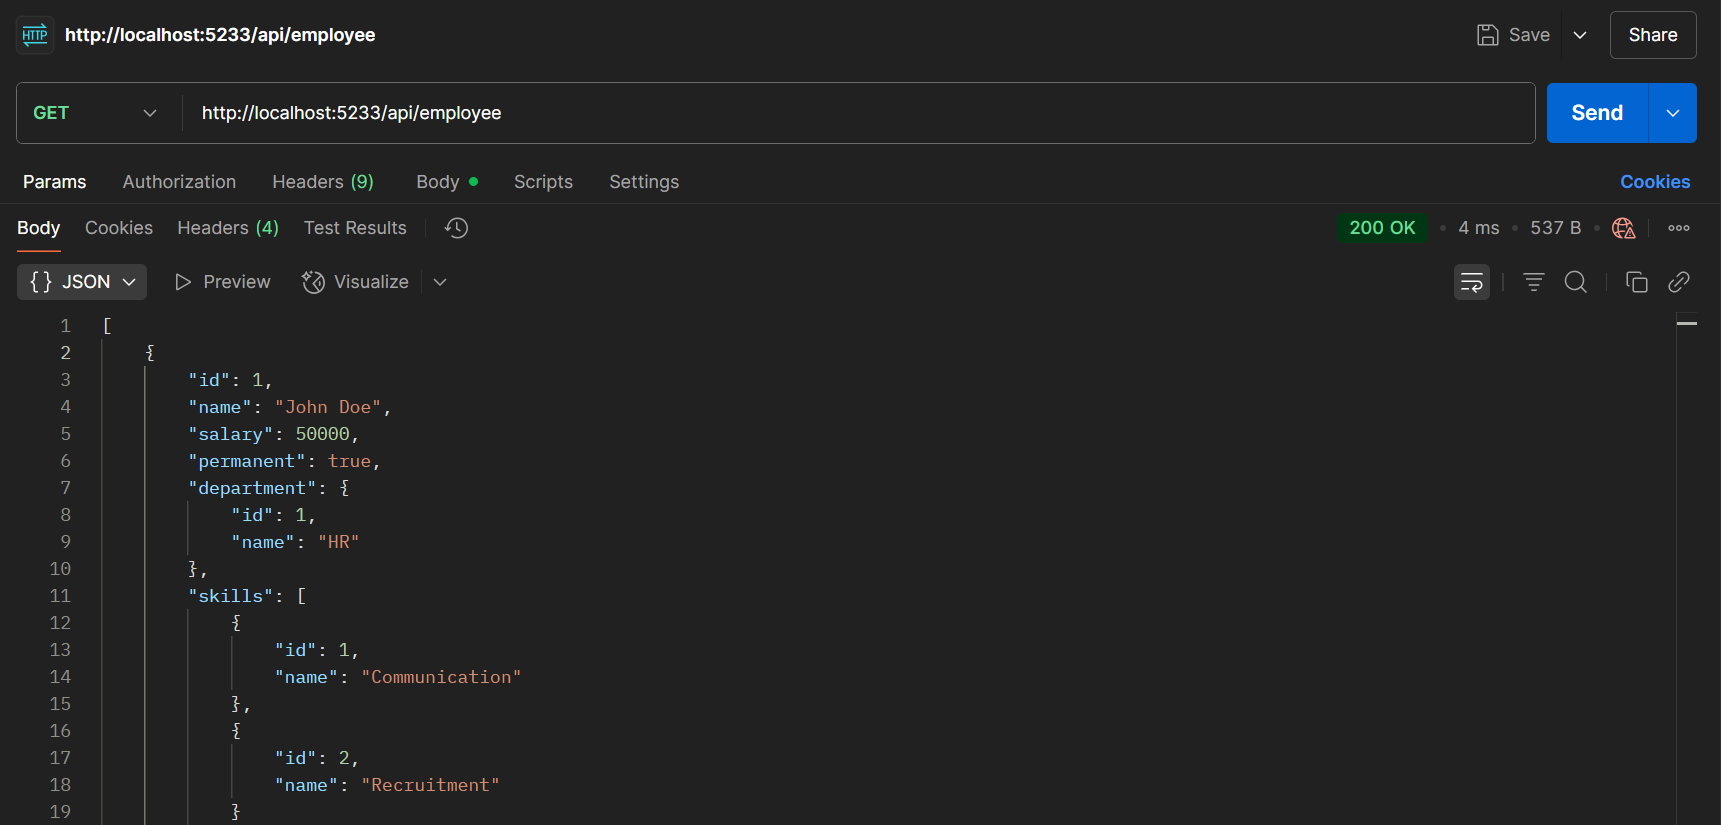 HTTP http://localhost:5233/api/employee Save Share
GET http://localhost:5233/api/employee Send
Params Authorization Headers (9) Body Scripts Settings Cookies
Body Cookies Headers (4) Test Results 200 OK 4 ms 537 B
{} JSON Preview Visualize
1 [
2 {
3 "id": 1,
4 "name": "John Doe",
5 "salary": 50000,
6 "permanent": true,
7 "department": {
8 "id": 1,
9 "name": "HR"
10 },
11 "skills": [
12 {
13 "id": 1,
14 "name": "Communication"
15 },
16 {
17 "id": 2,
18 "name": "Recruitment"
19 }